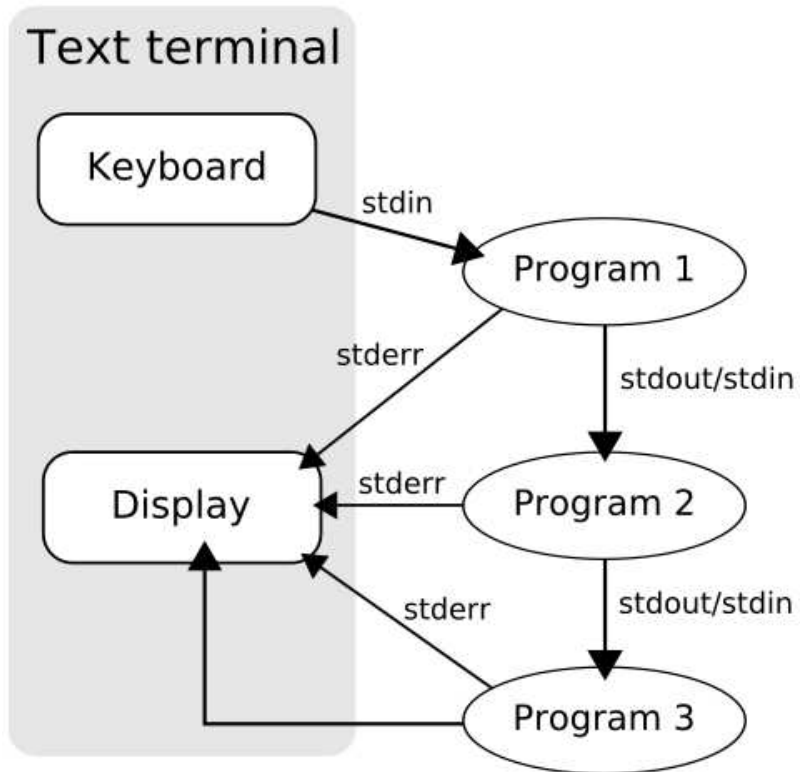 Text terminal
Keyboard
stdin
Program 1
stderr
stdout/stdin
Display
stderr
Program 2
stderr
stdout/stdin
Program 3